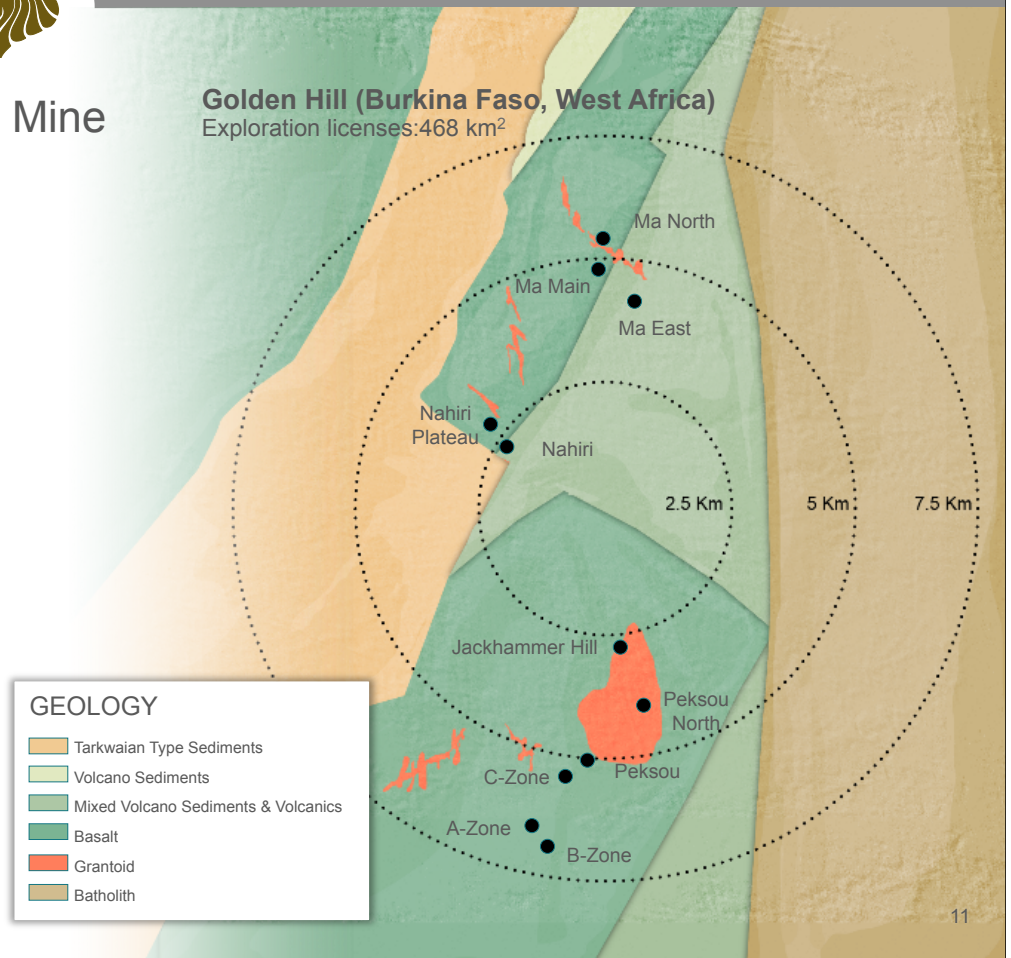 Mine
Golden Hill (Burkina Faso, West Africa)
Exploration licenses:468 km²
Ma North
Ma Main
Ma East
Nahiri
Plateau
Nahiri
2.5 Km
5 Km
7.5 Km
Jackhammer Hill
Peksou
North
Peksou
C-Zone
A-Zone
B-Zone
GEOLOGY
Tarkwaian Type Sediments
Volcano Sediments
Mixed Volcano Sediments & Volcanics
Basalt
Grantoid
Batholith
11